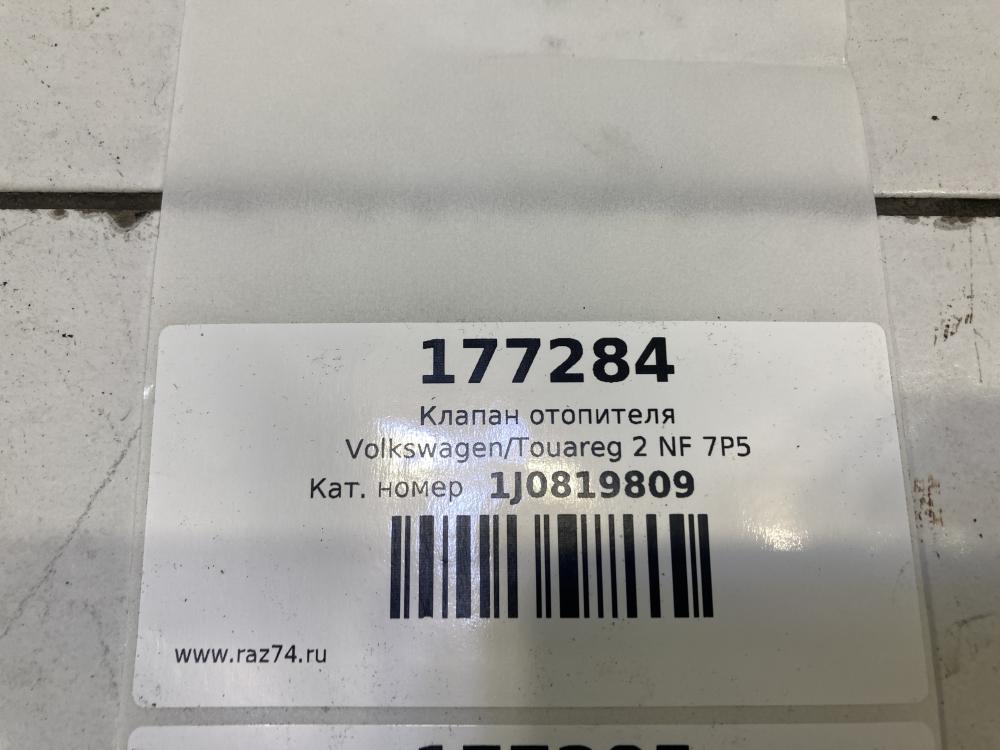 177284
Клапан отопителя
Volkswagen/Touareg 2 NF 7P5
Кат. номер 1J0819809
www.raz74.ru